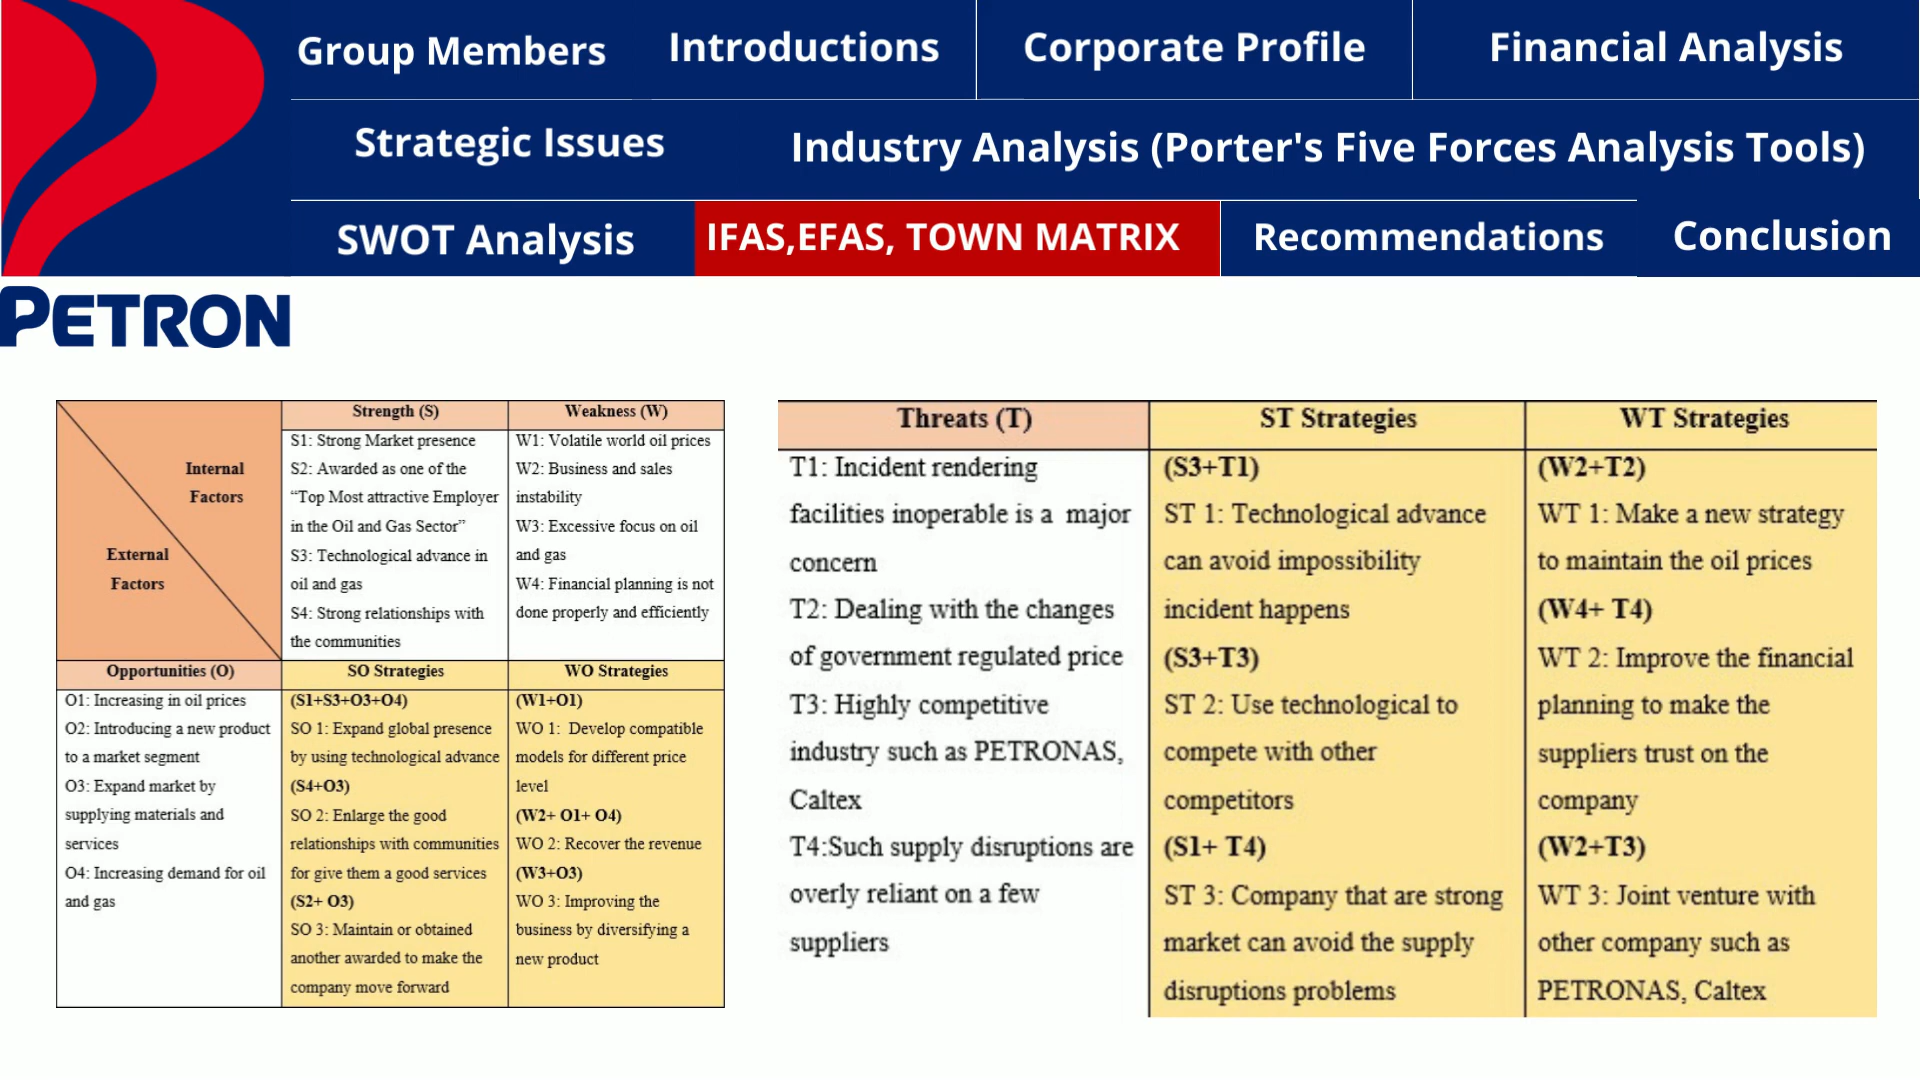 Group Members
Introductions
Corporate Profile
Financial Analysis
Strategic Issues
Industry Analysis (Porter's Five Forces Analysis Tools)
SWOT Analysis
IFAS,EFAS, TOWN MATRIX
Recommendations
Conclusion
PETRON
Internal
Factors
External
Factors
Strength (S)
S1: Strong Market presence
S2: Awarded as one of the
“Top Most attractive Employer
in the Oil and Gas Sector”
S3: Technological advance in
oil and gas
S4: Strong relationships with
the communities
Weakness (W)
W1: Volatile world oil prices
W2: Business and sales
instability
W3: Excessive focus on oil
and gas
W4: Financial planning is not
done properly and efficiently
Opportunities (O)
O1: Increasing in oil prices
O2: Introducing a new product
to a market segment
O3: Expand market by
supplying materials and
services
O4: Increasing demand for oil
and gas
SO Strategies
(S1+S3+O3+O4)
SO 1: Expand global presence
by using technological advance
(S4+O3)
SO 2: Enlarge the good
relationships with communities
for give them a good services
(S2+ O3)
SO 3: Maintain or obtained
another awarded to make the
company move forward
WO Strategies
(W1+O1)
WO 1:  Develop compatible
models for different price
level
(W2+ O1+ O4)
WO 2: Recover the revenue
(W3+O3)
WO 3: Improving the
business by diversifying a
new product
Threats (T)
T1: Incident rendering
facilities inoperable is a  major
concern
T2: Dealing with the changes
of government regulated price
T3: Highly competitive
industry such as PETRONAS,
Caltex
T4:Such supply disruptions are
overly reliant on a few
suppliers
ST Strategies
(S3+T1)
ST 1: Technological advance
can avoid impossibility
incident happens
(S3+T3)
ST 2: Use technological to
compete with other
competitors
(S1+ T4)
ST 3: Company that are strong
market can avoid the supply
disruptions problems
WT Strategies
(W2+T2)
WT 1: Make a new strategy
to maintain the oil prices
(W4+ T4)
WT 2: Improve the financial
planning to make the
suppliers trust on the
company
(W2+T3)
WT 3: Joint venture with
other company such as
PETRONAS, Caltex